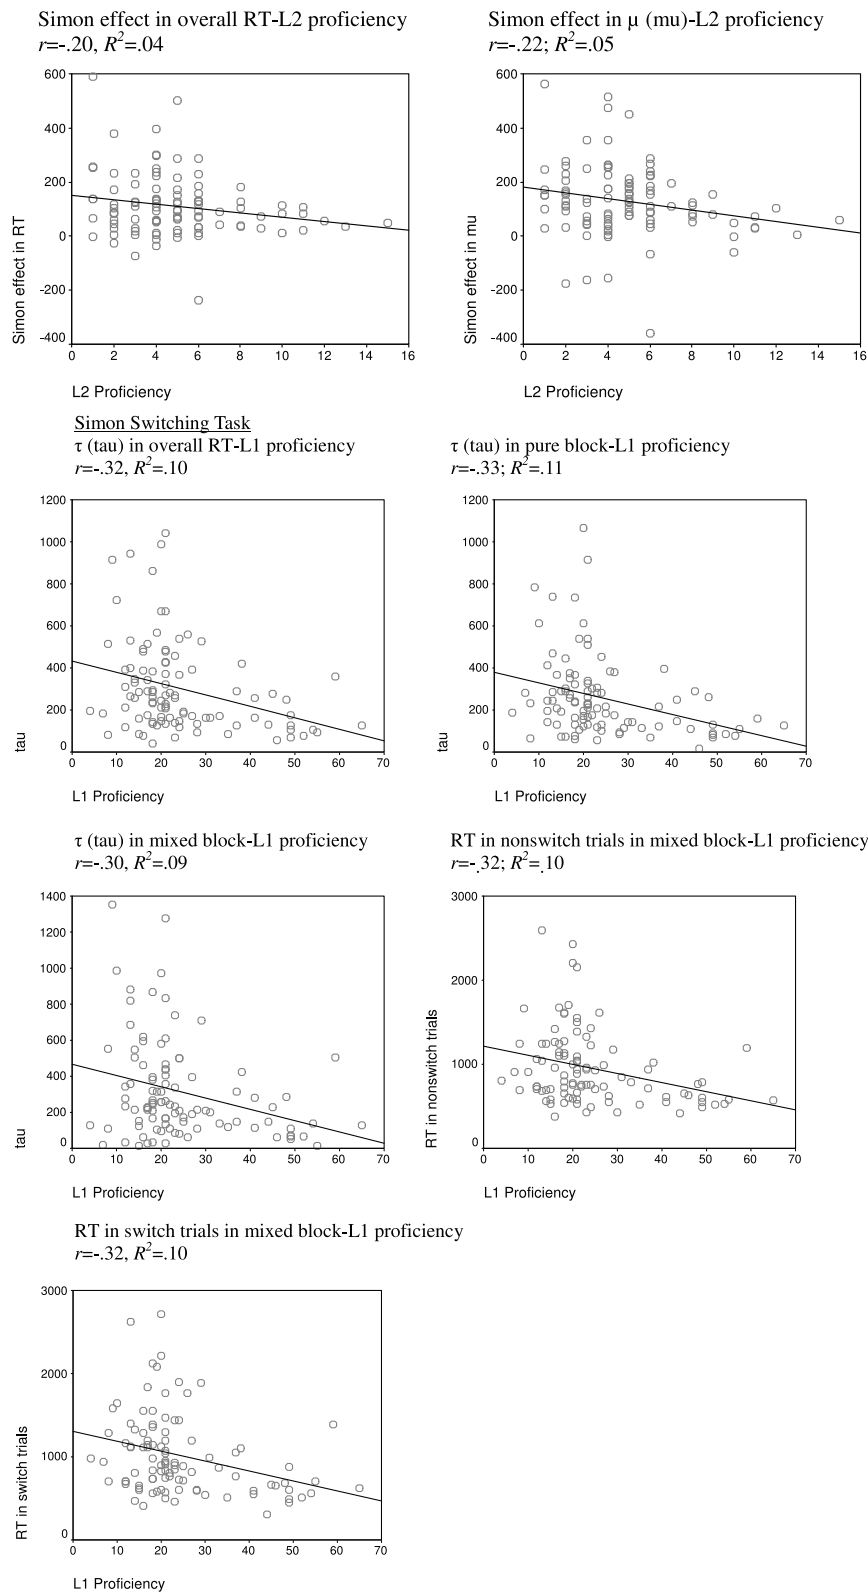 Simon effect in overall RT-L2 proficiency
r=-.20, R²=.04
600
400
200
0
-200
-400
Simon effect in RT
0 2 4 6 8 10 12 14 16
L2 Proficiency
Simon effect in μ (mu)-L2 proficiency
r=-.22; R²=.05
600
400
200
0
-200
-400
Simon effect in mu
0 2 4 6 8 10 12 14 16
L2 Proficiency
Simon Switching Task
τ (tau) in overall RT-L1 proficiency
r=-.32, R²=.10
1200
1000
800
600
400
200
0
tau
0 10 20 30 40 50 60 70
L1 Proficiency
τ (tau) in pure block-L1 proficiency
r=-.33; R²=.11
1200
1000
800
600
400
200
0
tau
0 10 20 30 40 50 60 70
L1 Proficiency
τ (tau) in mixed block-L1 proficiency
r=-.30, R²=.09
1400
1200
1000
800
600
400
200
0
tau
0 10 20 30 40 50 60 70
L1 Proficiency
RT in nonswitch trials in mixed block-L1 proficiency
r=-.32; R²=.10
3000
2000
1000
0
RT in nonswitch trials
0 10 20 30 40 50 60 70
L1 Proficiency
RT in switch trials in mixed block-L1 proficiency
r=-.32, R²=.10
3000
2000
1000
0
RT in switch trials
0 10 20 30 40 50 60 70
L1 Proficiency